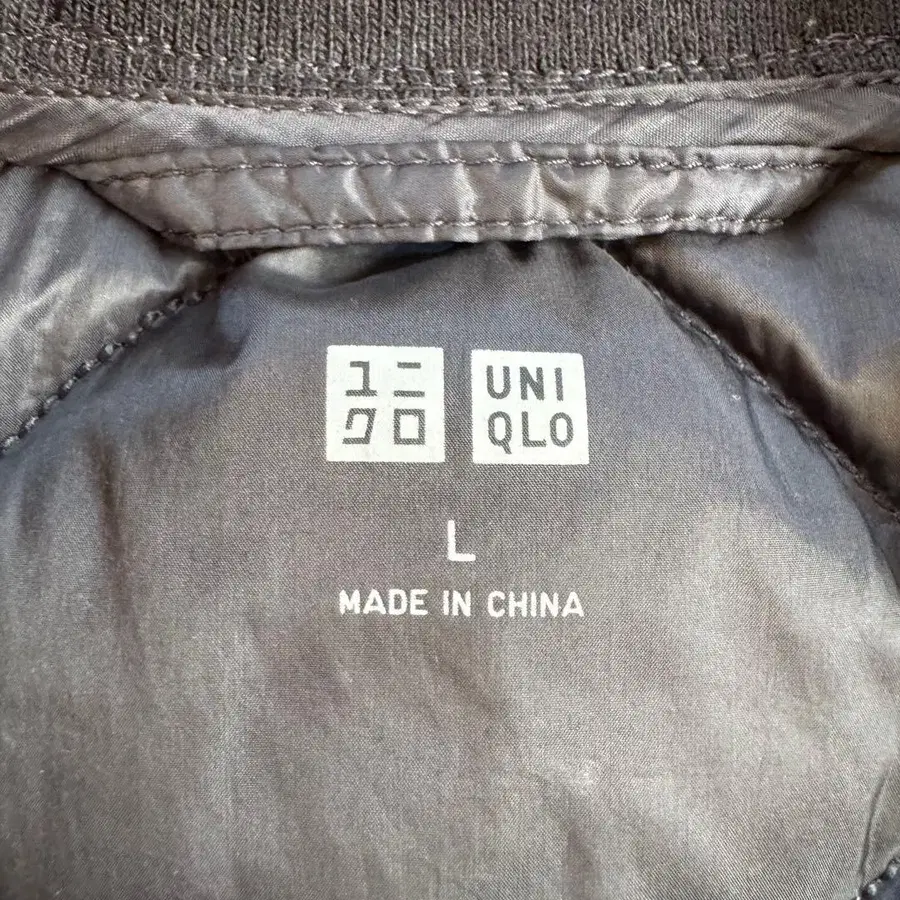 ユニ
クロ
UNI
QLO
L
MADE IN CHINA